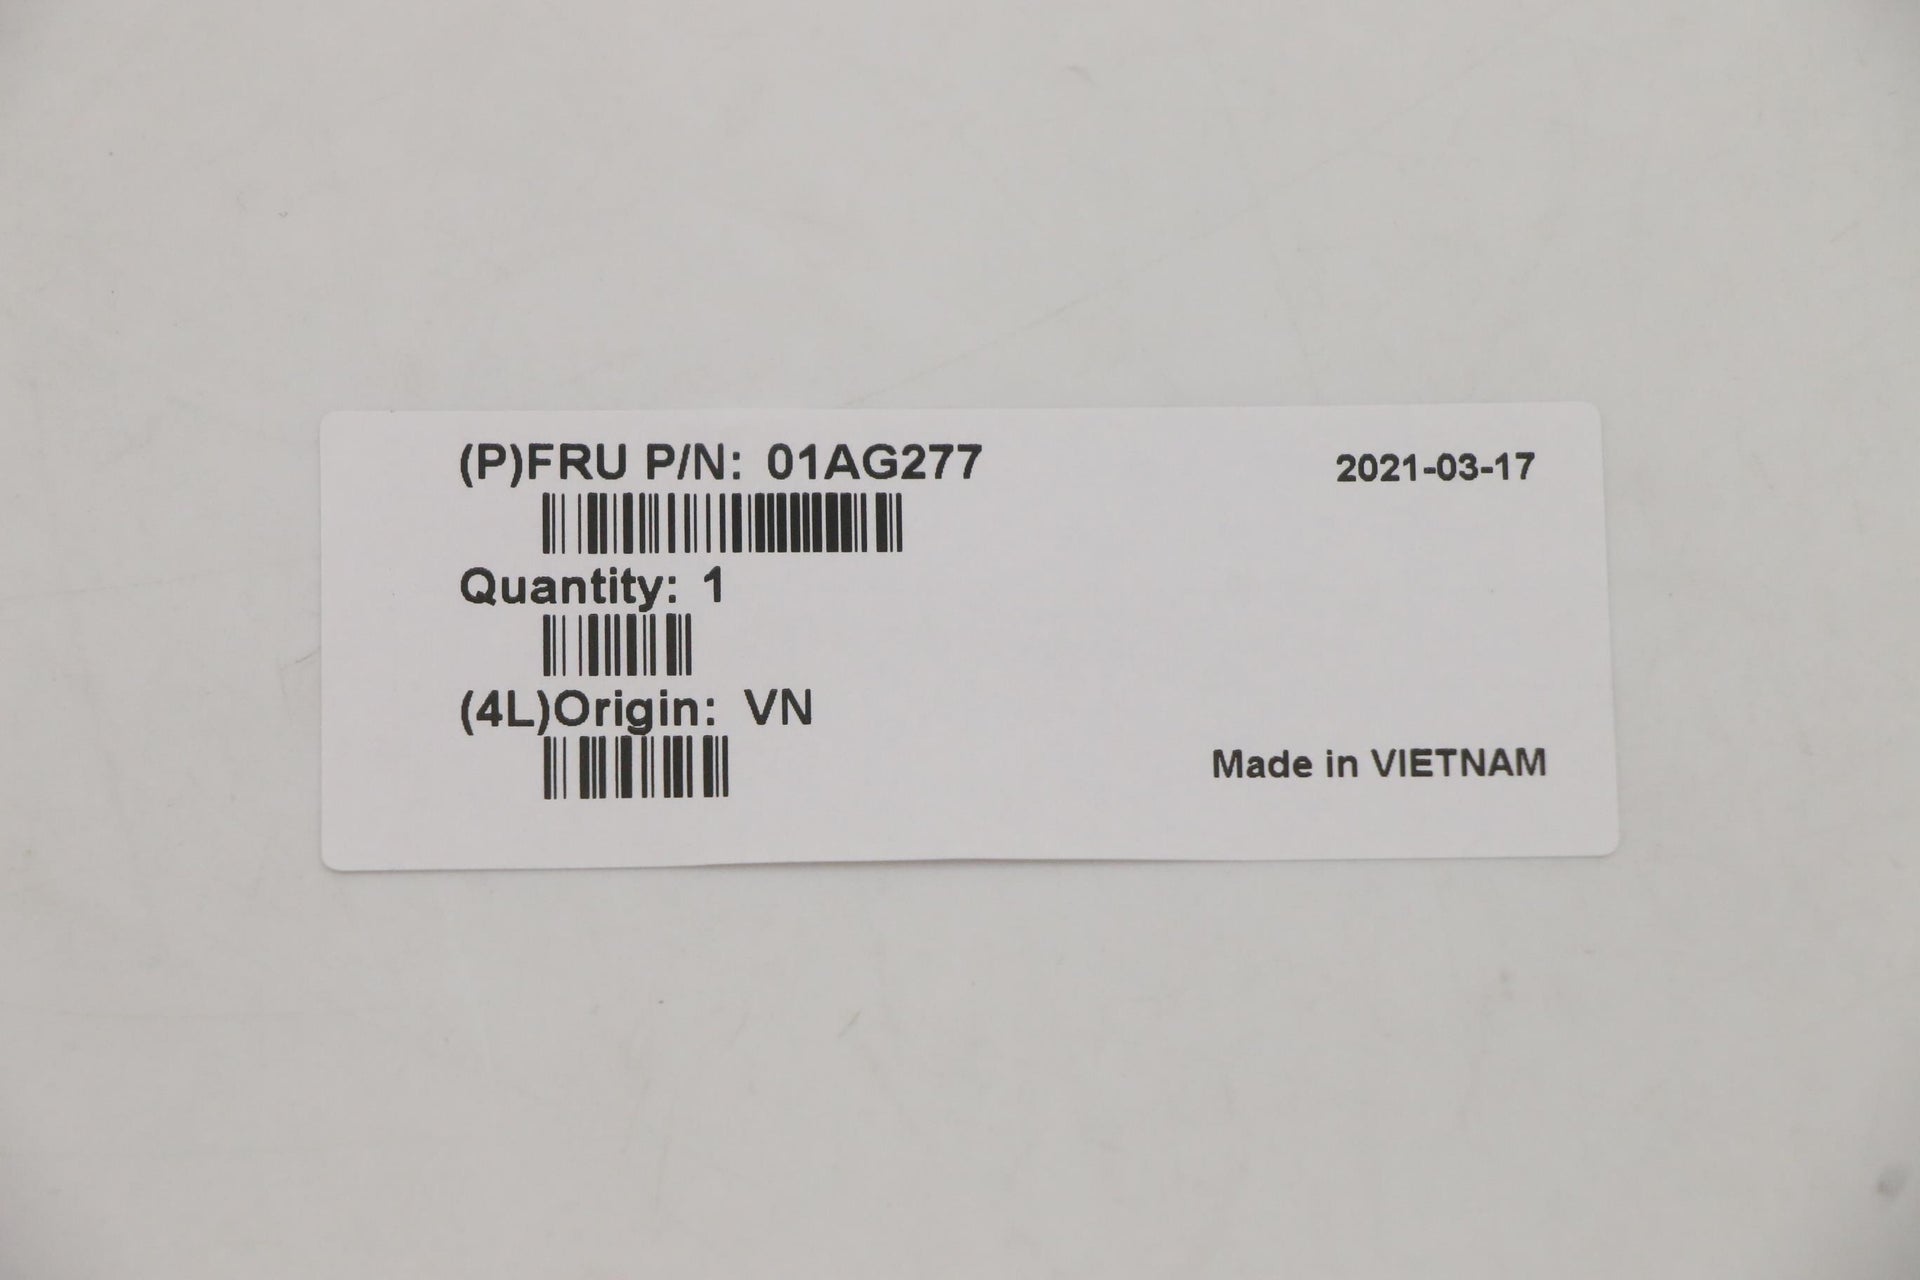 (P)FRU P/N: 01AG277
2021-03-17
Quantity: 1
(4L)Origin: VN
Made in VIETNAM